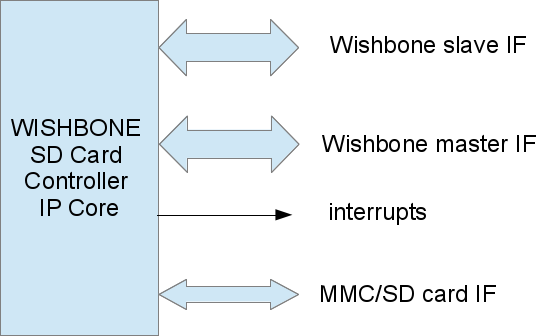 WISHBONE
SD Card
Controller
IP Core
Wishbone slave IF
Wishbone master IF
interrupts
MMC/SD card IF